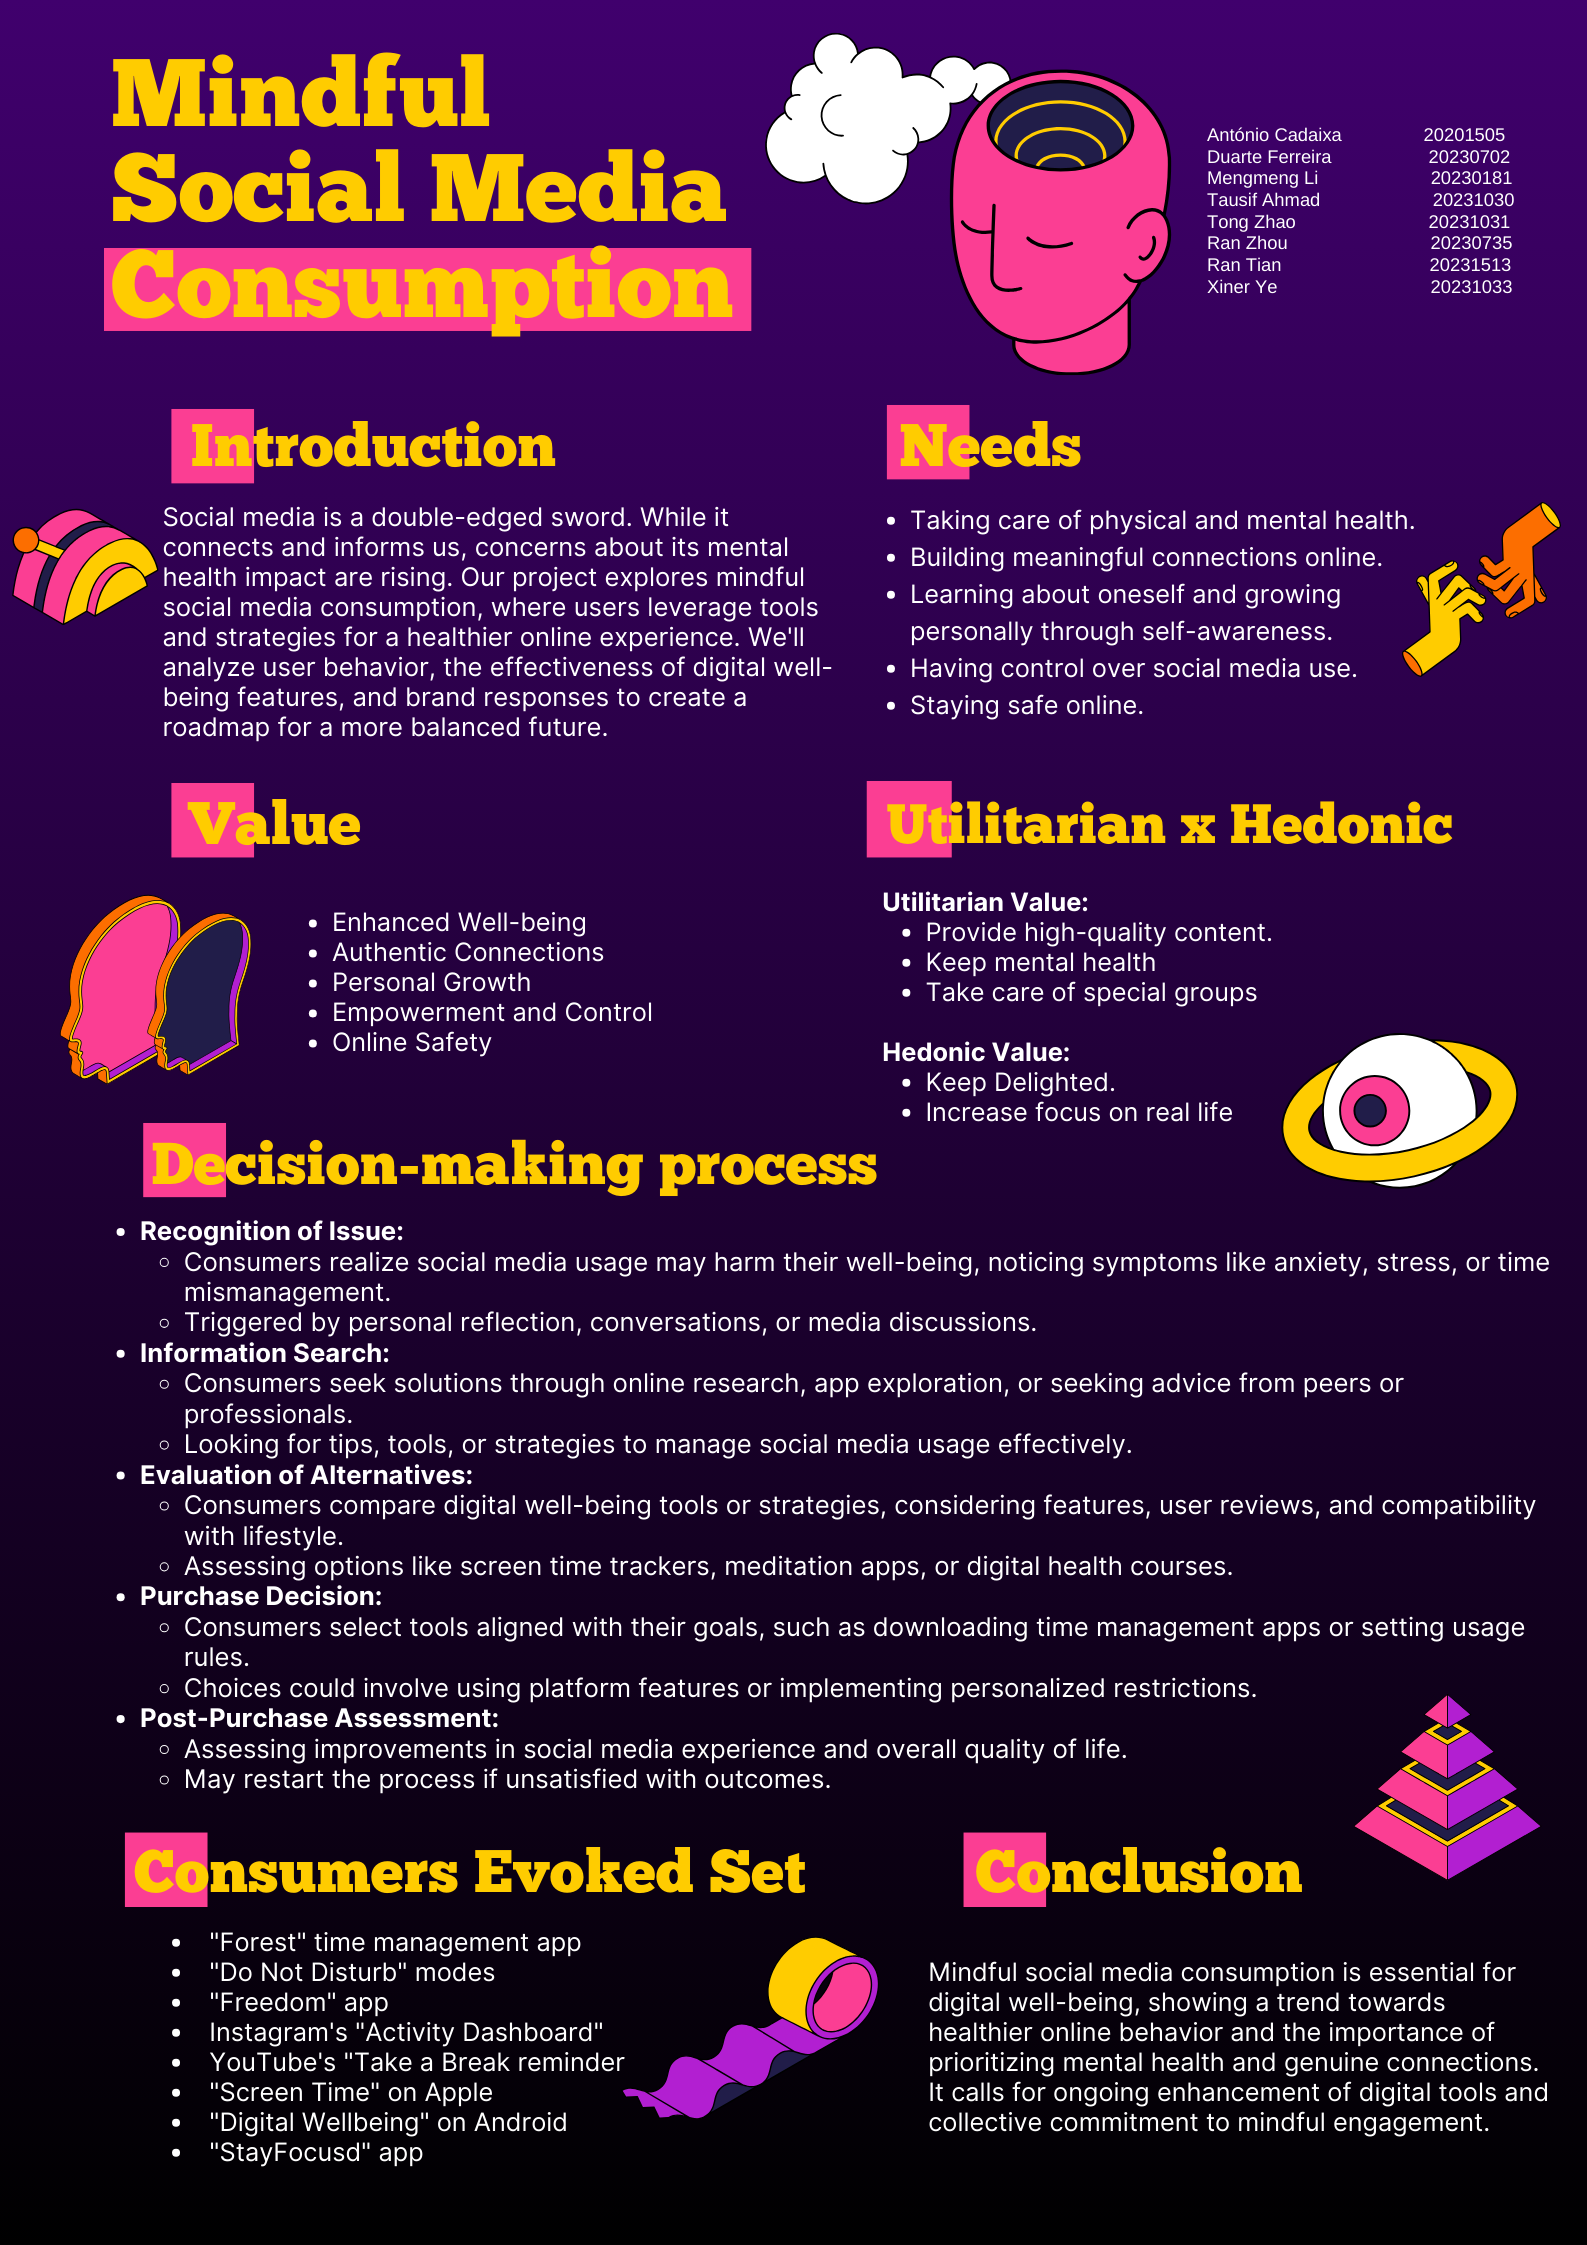 Mindful
Social Media
Consumption
António Cadaixa 20201505
Duarte Ferreira 20230702
Mengmeng Li 20230181
Tausif Ahmad 20231030
Tong Zhao 20231031
Ran Zhou 20230735
Ran Tian 20231513
Xiner Ye 20231033
Introduction
Social media is a double-edged sword. While it
connects and informs us, concerns about its mental
health impact are rising. Our project explores mindful
social media consumption, where users leverage tools
and strategies for a healthier online experience. We'll
analyze user behavior, the effectiveness of digital well-
being features, and brand responses to create a
roadmap for a more balanced future.
Needs
• Taking care of physical and mental health.
• Building meaningful connections online.
• Learning about oneself and growing
personally through self-awareness.
• Having control over social media use.
• Staying safe online.
Value
• Enhanced Well-being
• Authentic Connections
• Personal Growth
• Empowerment and Control
• Online Safety
Utilitarian x Hedonic
Utilitarian Value:
• Provide high-quality content.
• Keep mental health
• Take care of special groups
Hedonic Value:
• Keep Delighted.
• Increase focus on real life
Decision-making process
• Recognition of Issue:
◦ Consumers realize social media usage may harm their well-being, noticing symptoms like anxiety, stress, or time
mismanagement.
◦ Triggered by personal reflection, conversations, or media discussions.
• Information Search:
◦ Consumers seek solutions through online research, app exploration, or seeking advice from peers or
professionals.
◦ Looking for tips, tools, or strategies to manage social media usage effectively.
• Evaluation of Alternatives:
◦ Consumers compare digital well-being tools or strategies, considering features, user reviews, and compatibility
with lifestyle.
◦ Assessing options like screen time trackers, meditation apps, or digital health courses.
• Purchase Decision:
◦ Consumers select tools aligned with their goals, such as downloading time management apps or setting usage
rules.
◦ Choices could involve using platform features or implementing personalized restrictions.
• Post-Purchase Assessment:
◦ Assessing improvements in social media experience and overall quality of life.
◦ May restart the process if unsatisfied with outcomes.
Consumers Evoked Set
• "Forest" time management app
• "Do Not Disturb" modes
• "Freedom" app
• Instagram's "Activity Dashboard"
• YouTube's "Take a Break reminder
• "Screen Time" on Apple
• "Digital Wellbeing" on Android
• "StayFocusd" app
Conclusion
Mindful social media consumption is essential for
digital well-being, showing a trend towards
healthier online behavior and the importance of
prioritizing mental health and genuine connections.
It calls for ongoing enhancement of digital tools and
collective commitment to mindful engagement.